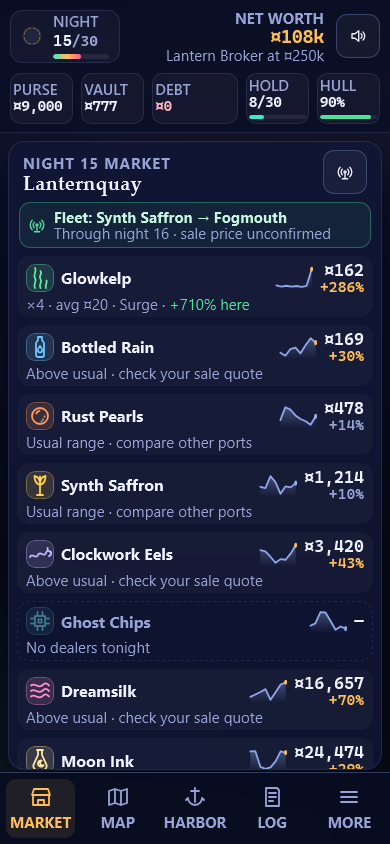 NIGHT
15/30
NET WORTH
¤108k
Lantern Broker at ¤250k
PURSE
¤9,000
VAULT
¤777
DEBT
¤0
HOLD
8/30
HULL
90%
NIGHT 15 MARKET
Lanternquay
Fleet: Synth Saffron → Fogmouth
Through night 16 · sale price unconfirmed
Glowkelp
¤162
+286%
×4 · avg ¤20 · Surge · +710% here
Bottled Rain
¤169
+30%
Above usual · check your sale quote
Rust Pearls
¤478
+14%
Usual range · compare other ports
Synth Saffron
¤1,214
+10%
Usual range · compare other ports
Clockwork Eels
¤3,420
+43%
Above usual · check your sale quote
Ghost Chips
—
No dealers tonight
Dreamsilk
¤16,657
+70%
Above usual · check your sale quote
Moon Ink
¤24,474
+29%
MARKET
MAP
HARBOR
LOG
MORE